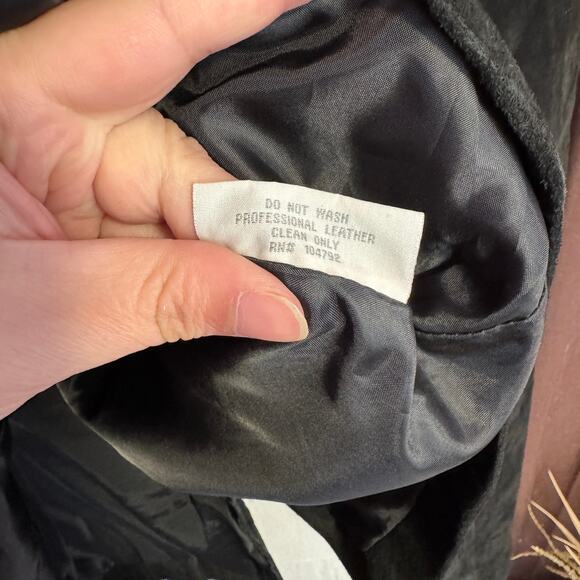 DO NOT WASH
PROFESSIONAL LEATHER
CLEAN ONLY
RN# 104792